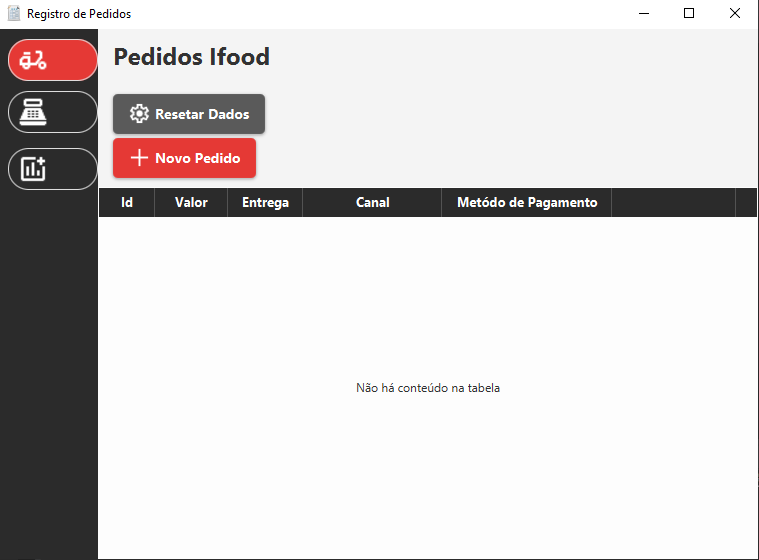 Registro de Pedidos
Pedidos Ifood
Resetar Dados
Novo Pedido
Id Valor Entrega Canal Metódo de Pagamento
Não há conteúdo na tabela